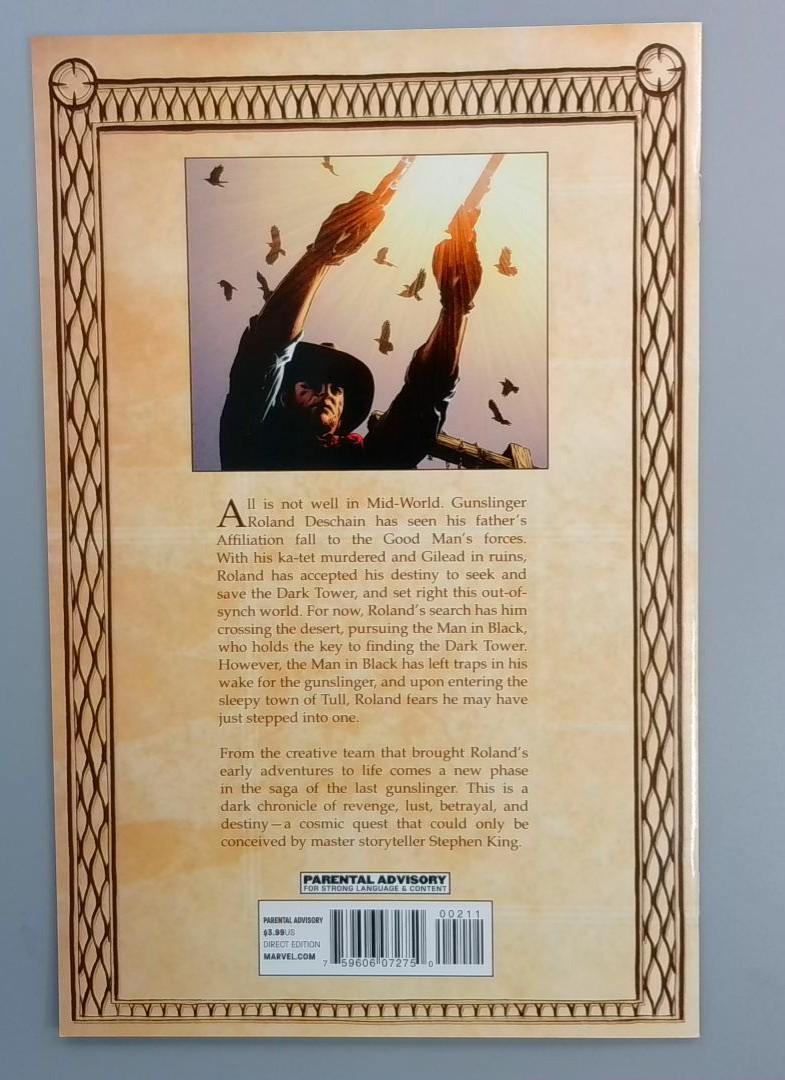 All is not well in Mid-World. Gunslinger
Roland Deschain has seen his father's
Affiliation fall to the Good Man's forces.
With his ka-tet murdered and Gilead in ruins,
Roland has accepted his destiny to seek and
save the Dark Tower, and set right this out-of-
synch world. For now, Roland's search has him
crossing the desert, pursuing the Man in Black,
who holds the key to finding the Dark Tower.
However, the Man in Black has left traps in his
wake for the gunslinger, and upon entering the
sleepy town of Tull, Roland fears he may have
just stepped into one.
From the creative team that brought Roland's
early adventures to life comes a new phase
in the saga of the last gunslinger. This is a
dark chronicle of revenge, lust, betrayal, and
destiny—a cosmic quest that could only be
conceived by master storyteller Stephen King.
PARENTAL ADVISORY
FOR STRONG LANGUAGE & CONTENT
PARENTAL ADVISORY
$3.99US
DIRECT EDITION
MARVEL.COM
00211
7 59606 07275 0